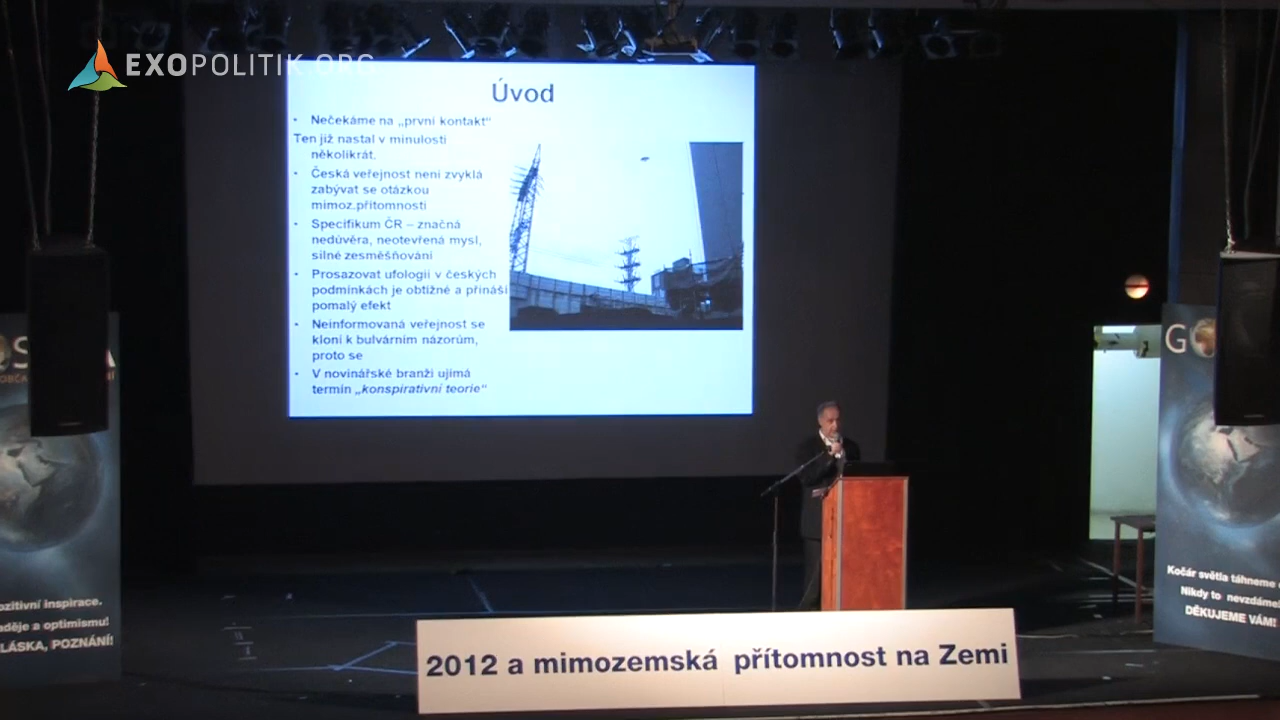 EXOPOLITIK.ORG
Úvod
• Nečekáme na „první kontakt“
Ten již nastal v minulosti
několikrát.
• Česká veřejnost není zvyklá
zabývat se otázkou
mimoz.přítomnosti
• Specifikum ČR – značná
nedůvěra, neotevřená mysl,
silné zesměšňování
• Prosazovat ufologii v českých
podmínkách je obtížné a přináší
pomalý efekt
• Neinformovaná veřejnost se
kloní k bulvárním názorům,
proto se
• V novinářské branži ujímá
termín „konspirativní teorie“
ozitivní inspirace.
aděje a optimismu!
LÁSKA, POZNÁNÍ!
Kočár světla táhneme
Nikdy to nevzdáme!
DĚKUJEME VÁM!
2012 a mimozemská přítomnost na Zemi